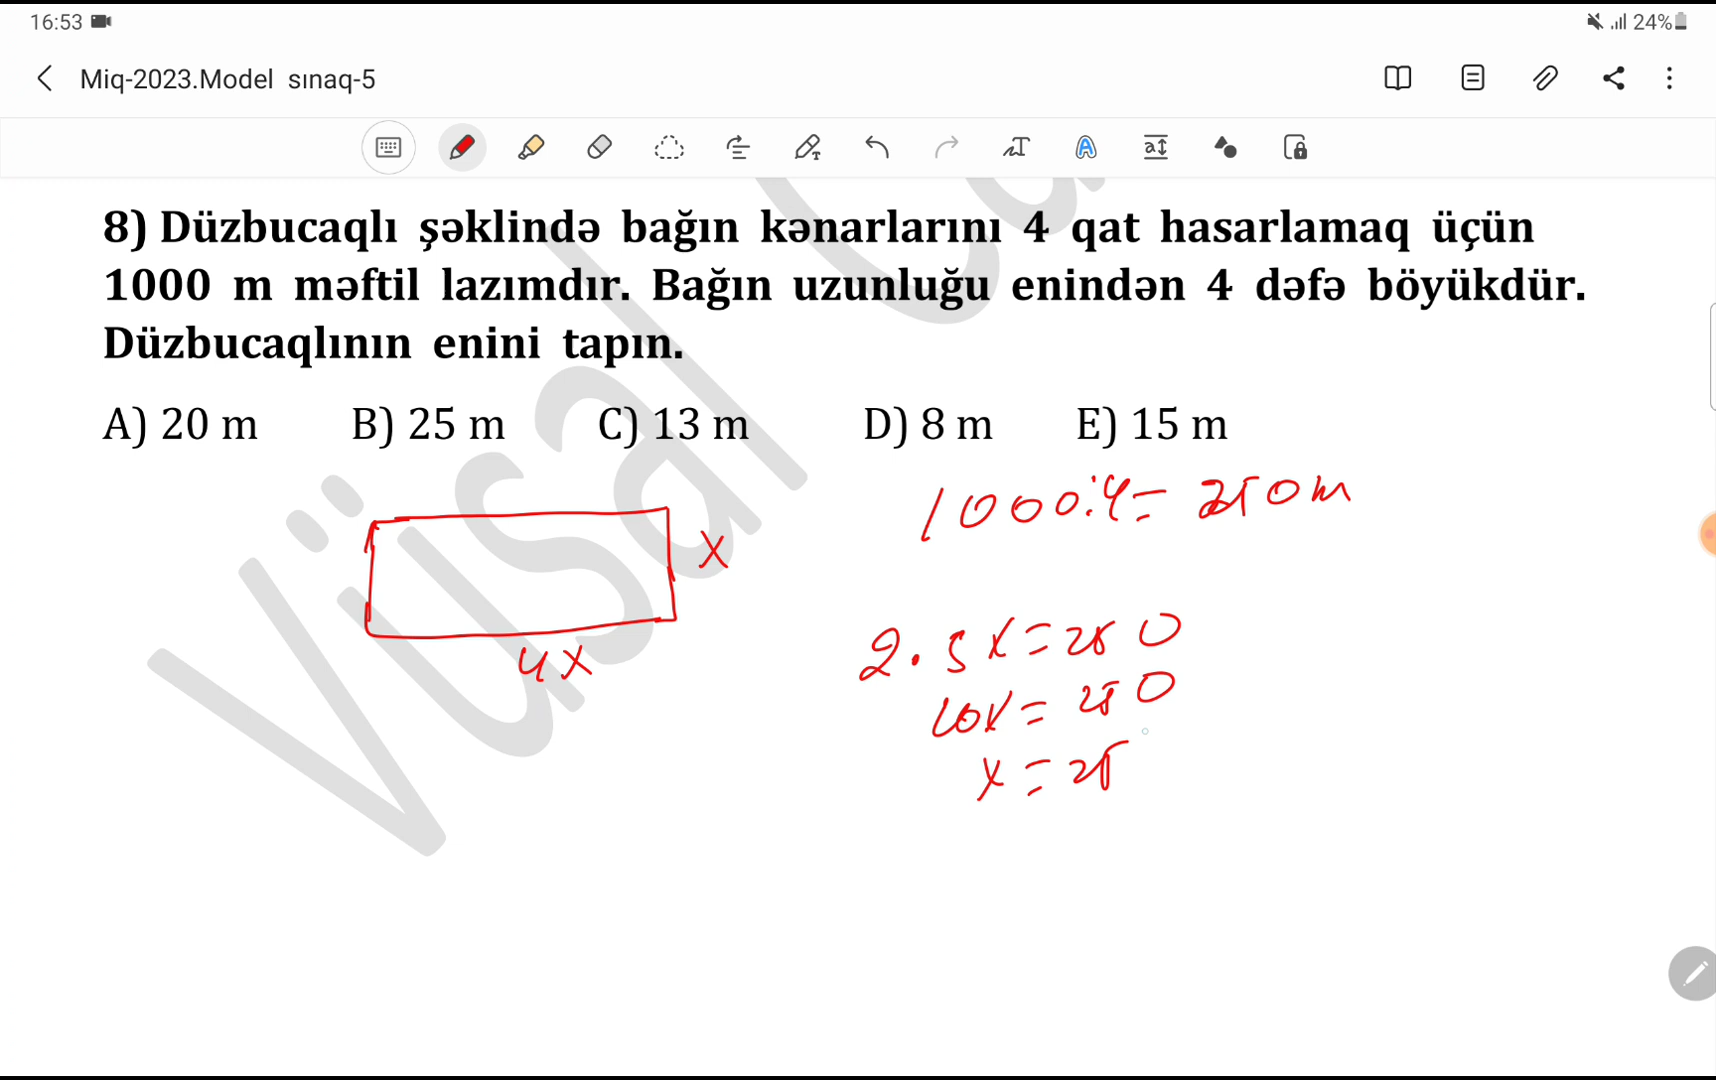 16:53
24%
Miq-2023.Model sınaq-5
8) Düzbucaqlı şəklində bağın kənarlarını 4 qat hasarlamaq üçün
1000 m məftil lazımdır. Bağın uzunluğu enindən 4 dəfə böyükdür.
Düzbucaqlının enini tapın.
A) 20 m B) 25 m C) 13 m D) 8 m E) 15 m
1000:4= 250m
x
4x
2·5x=250
10x=250
x=25
Vüsal